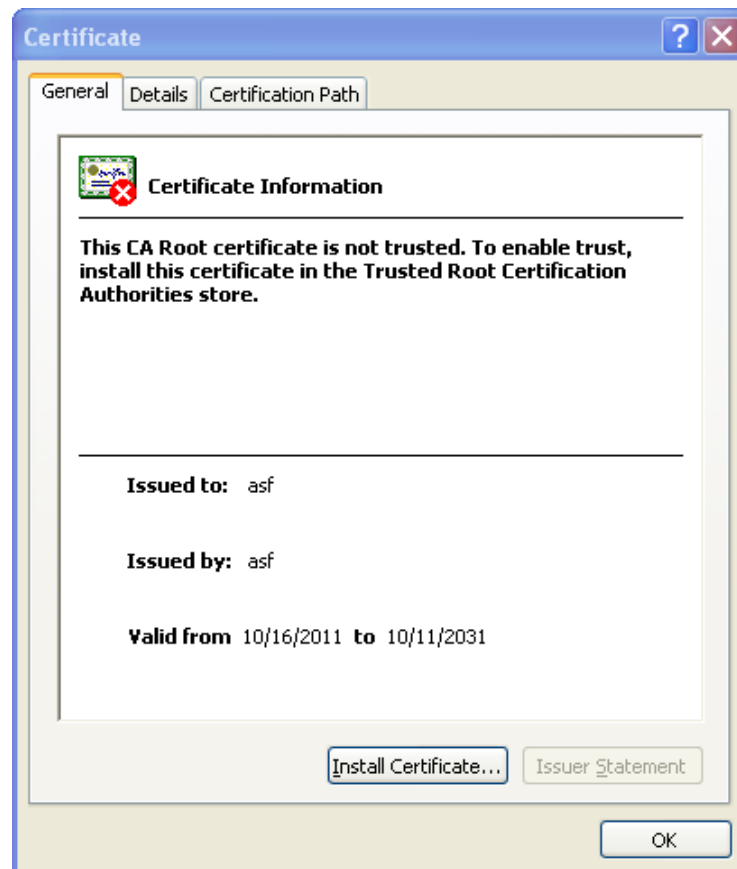 Certificate
General Details Certification Path
Certificate Information
This CA Root certificate is not trusted. To enable trust,
install this certificate in the Trusted Root Certification
Authorities store.
Issued to: asf
Issued by: asf
Valid from 10/16/2011 to 10/11/2031
Install Certificate... Issuer Statement
OK